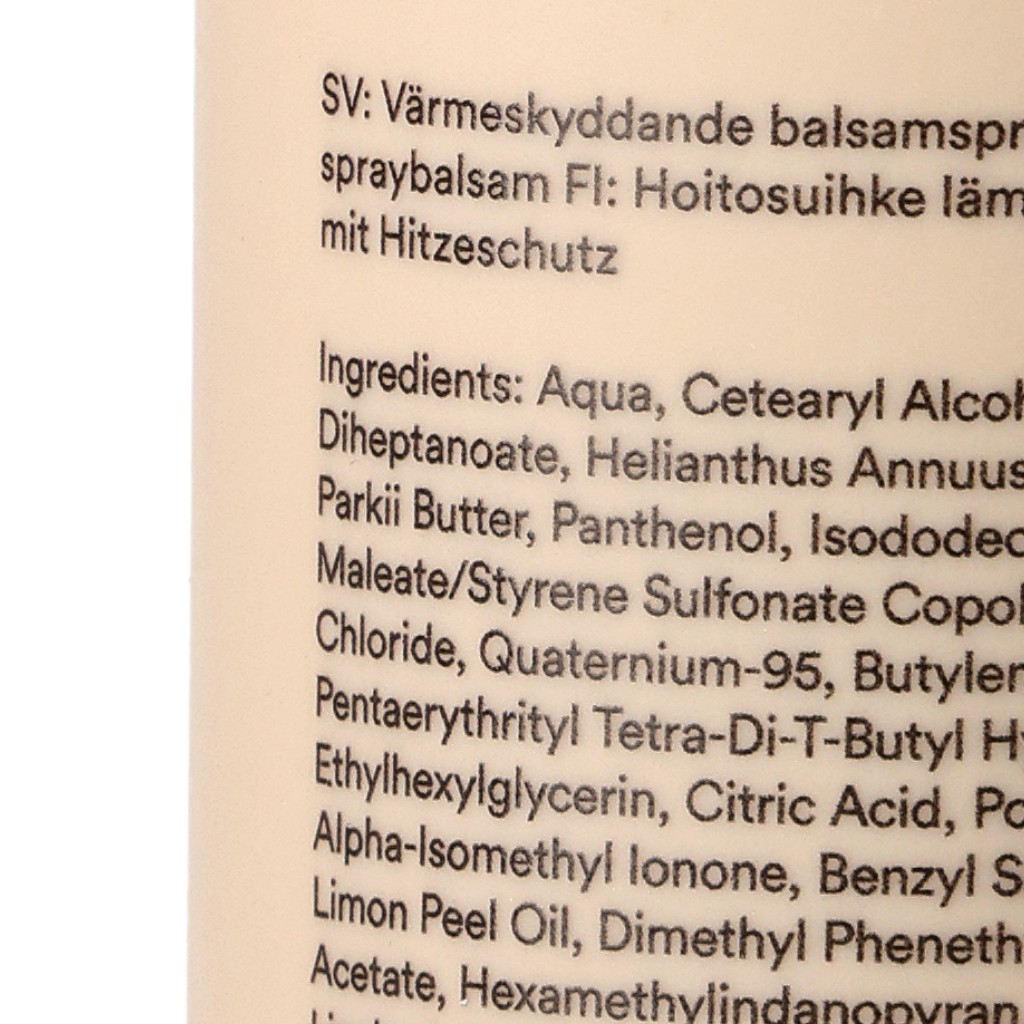 SV: Värmeskyddande balsamspr
spraybalsam FI: Hoitosuihke läm
mit Hitzeschutz
Ingredients: Aqua, Cetearyl Alcoh
Diheptanoate, Helianthus Annuus
Parkii Butter, Panthenol, Isododec
Maleate/Styrene Sulfonate Copol
Chloride, Quaternium-95, Butylen
Pentaerythrityl Tetra-Di-T-Butyl Hy
Ethylhexylglycerin, Citric Acid, Po
Alpha-Isomethyl Ionone, Benzyl S
Limon Peel Oil, Dimethyl Pheneth
Acetate, Hexamethylindanopyran